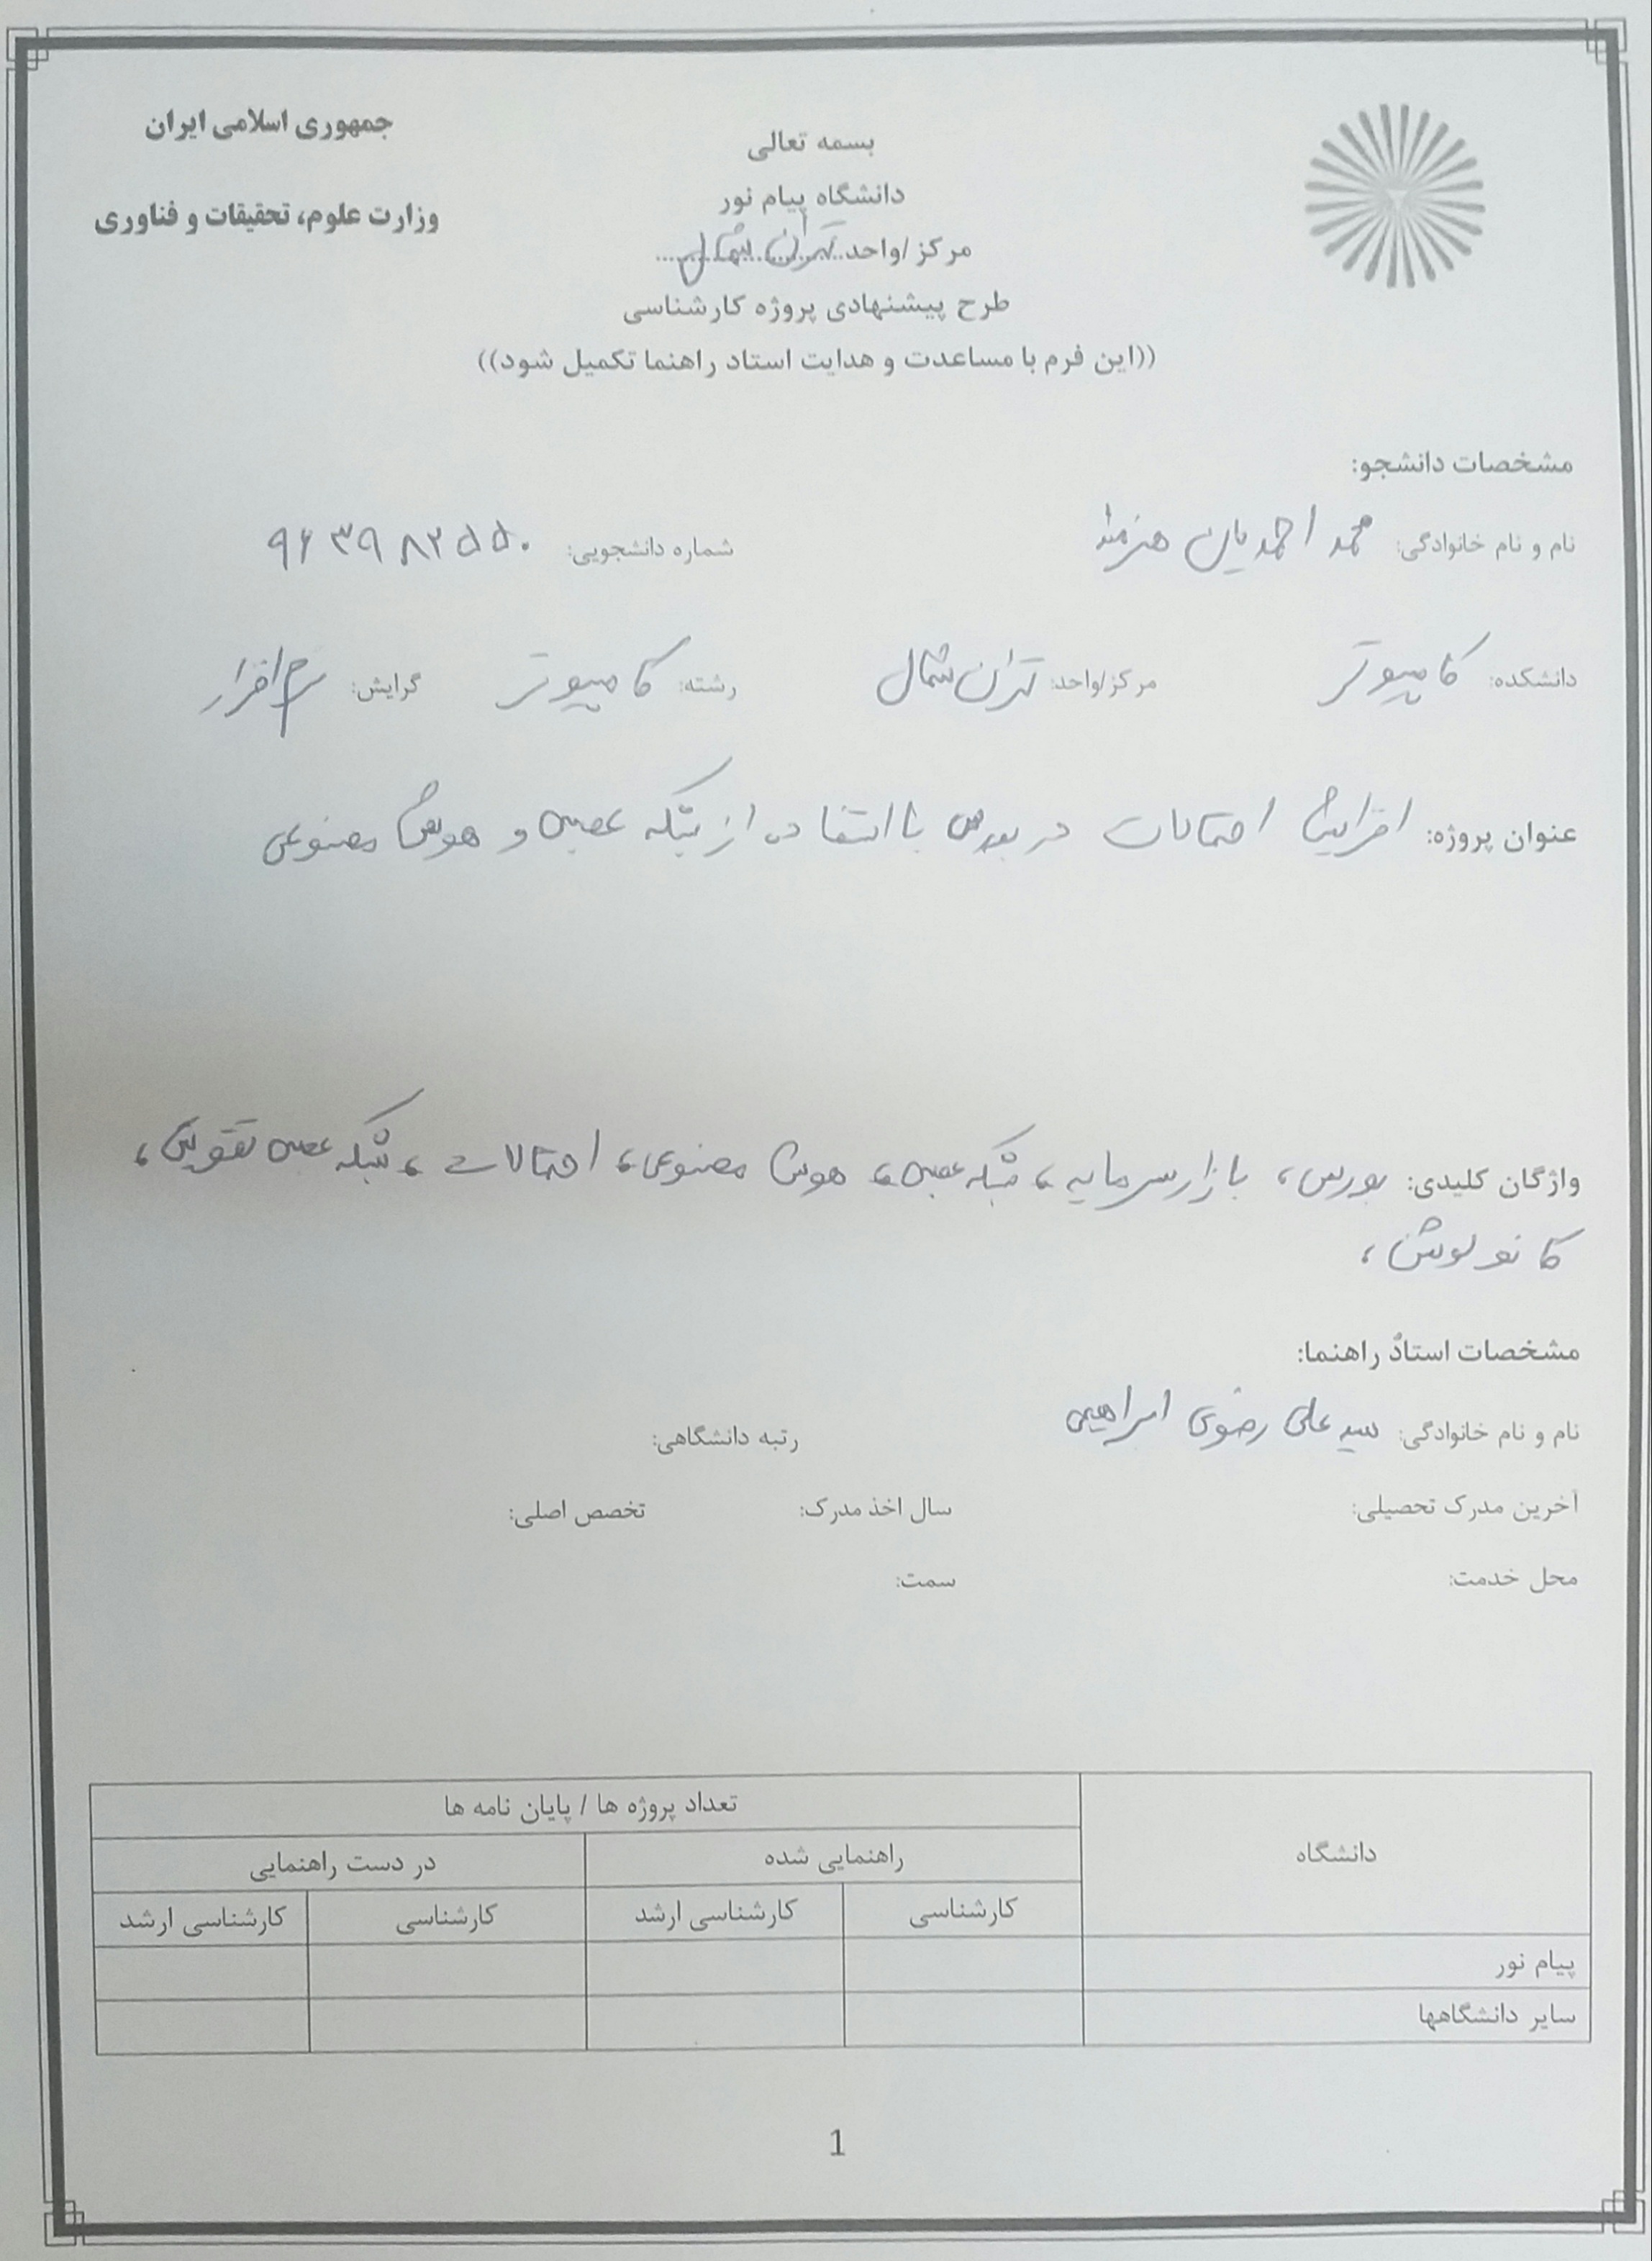 جمهوری اسلامی ایران
وزارت علوم، تحقیقات و فناوری
بسمه تعالی
دانشگاه پیام نور
مرکز/واحد تهران شمال
طرح پیشنهادی پروژه کارشناسی
((این فرم با مساعدت و هدایت استاد راهنما تکمیل شود))
مشخصات دانشجو:
نام و نام خانوادگی: محمد احمدیان هنرمند شماره دانشجویی: ۹۶۳۹۸۲۵۵۰
دانشکده: کامپیوتر مرکز/واحد: تهران شمال رشته: کامپیوتر گرایش: نرم افزار
عنوان پروژه: افزایش احتمالات در بورس با استفاده از شبکه عصبی و هوش مصنوعی
واژگان کلیدی: بورس، بازار سرمایه، شبکه عصبی، هوش مصنوعی، احتمالات، شبکه عصبی تقویتی،
کانولوشن،
مشخصات استاد راهنما:
نام و نام خانوادگی: سید علی رضوی ابراهیمی رتبه دانشگاهی:
آخرین مدرک تحصیلی: سال اخذ مدرک: تخصص اصلی:
محل خدمت: سمت:
دانشگاه تعداد پروژه ها / پایان نامه ها
راهنمایی شده در دست راهنمایی
کارشناسی کارشناسی ارشد کارشناسی کارشناسی ارشد
پیام نور
سایر دانشگاهها
1